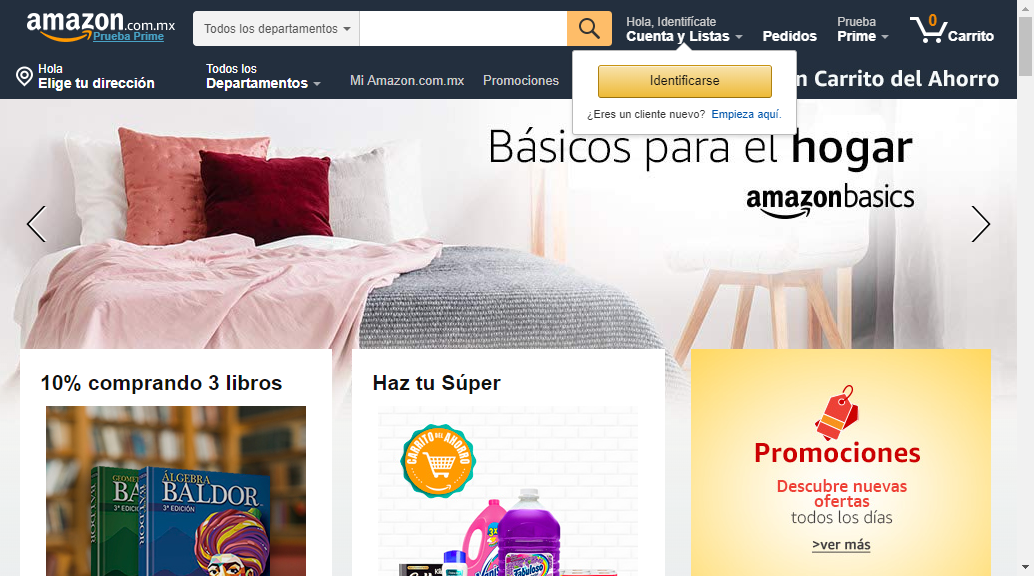 amazon.com.mx
Prueba Prime
Todos los departamentos
Hola, Identifícate
Cuenta y Listas
Pedidos
Prueba
Prime
0
Carrito
Hola
Elige tu dirección
Todos los
Departamentos
Mi Amazon.com.mx
Promociones
n Carrito del Ahorro
Identificarse
¿Eres un cliente nuevo? Empieza aquí.
Básicos para el hogar
amazonbasics
10% comprando 3 libros
Haz tu Súper
Promociones
Descubre nuevas
ofertas
todos los días
>ver más
ÁLGEBRA
BALDOR
3ª EDICIÓN
BA
3ª EDIC
CARRITO DEL AHORRO
Fabuloso